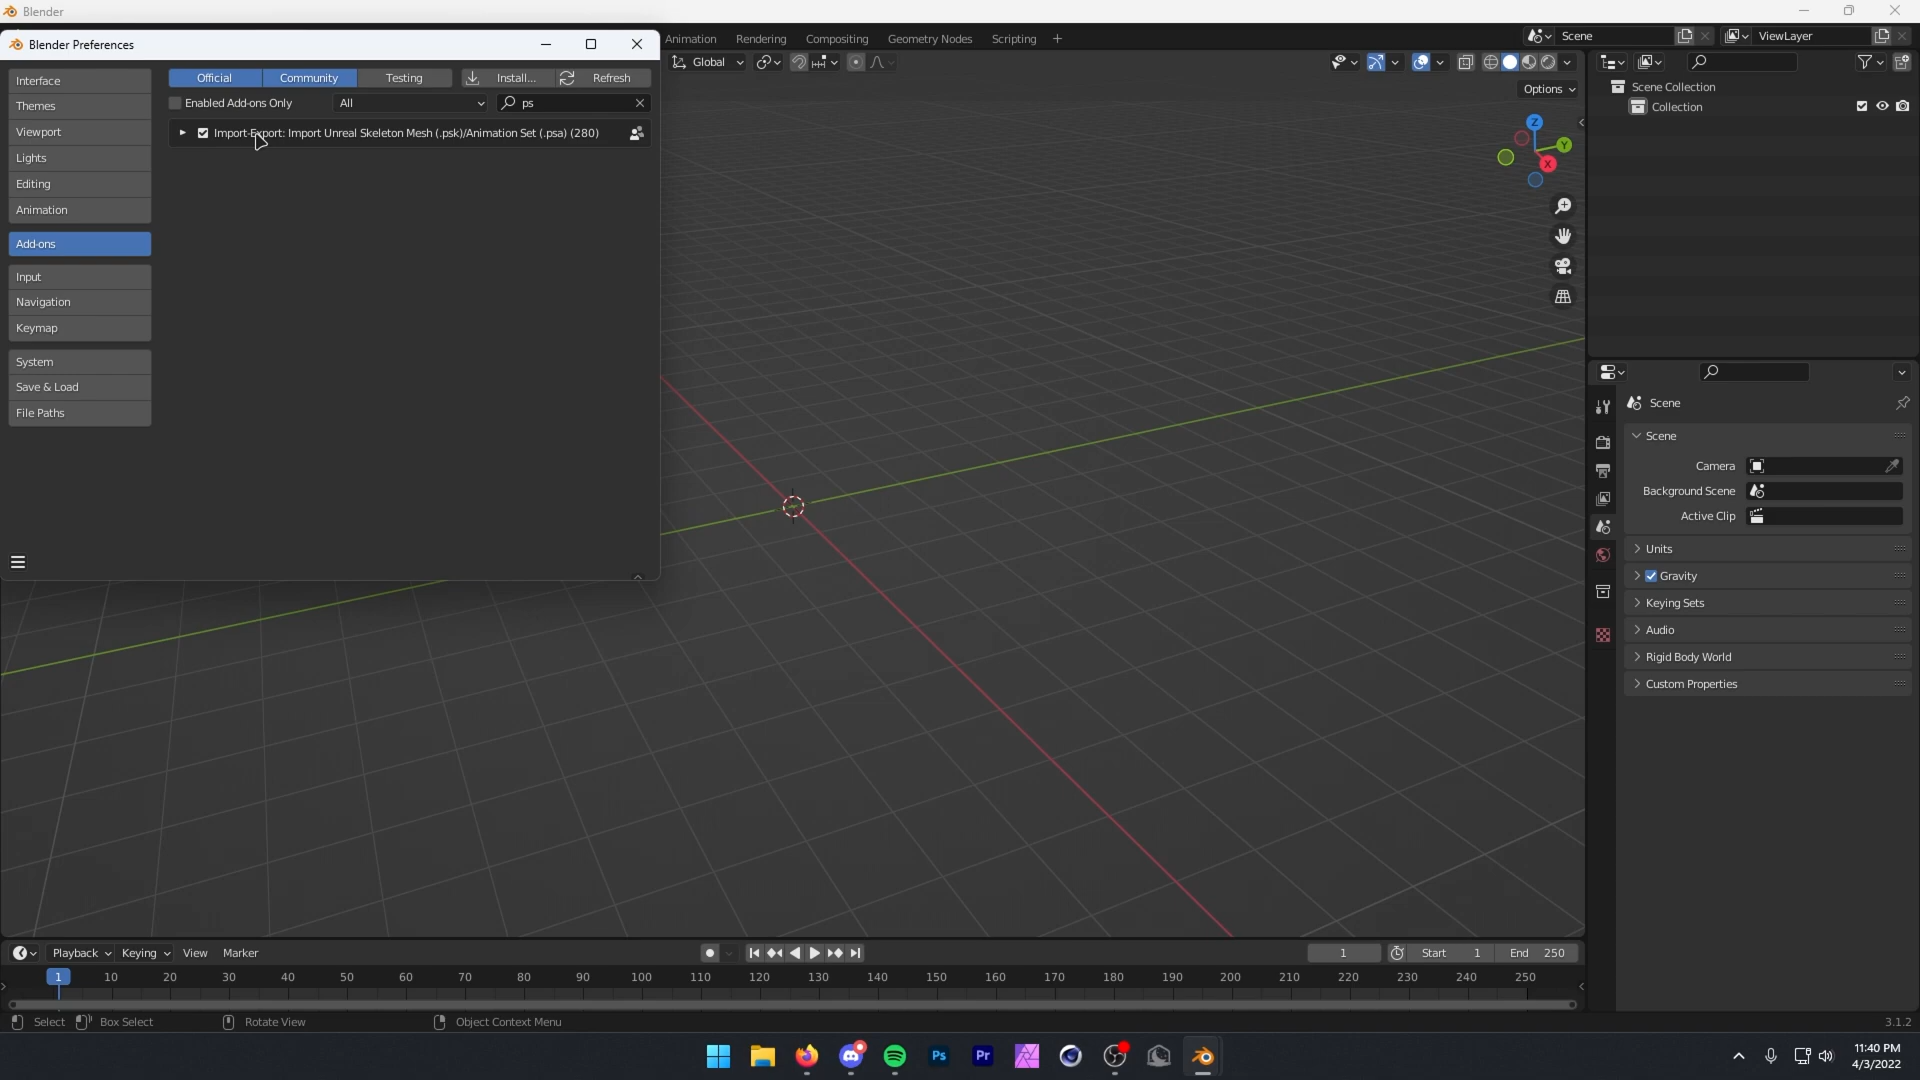 Blender
Blender Preferences
Animation Rendering Compositing Geometry Nodes Scripting +
Scene
ViewLayer
Interface
Themes
Viewport
Lights
Editing
Animation
Add-ons
Input
Navigation
Keymap
System
Save & Load
File Paths
Official Community Testing Install... Refresh
Enabled Add-ons Only All ps
Import-Export: Import Unreal Skeleton Mesh (.psk)/Animation Set (.psa) (280)
Global
Options
Z
Y
X
Scene Collection
Collection
Scene
Scene
Camera
Background Scene
Active Clip
Units
Gravity
Keying Sets
Audio
Rigid Body World
Custom Properties
Playback Keying View Marker
1 Start 1 End 250
1 10 20 30 40 50 60 70 80 90 100 110 120 130 140 150 160 170 180 190 200 210 220 230 240 250
Select Box Select Rotate View Object Context Menu
3.1.2
Ps Pr
11:40 PM
4/3/2022